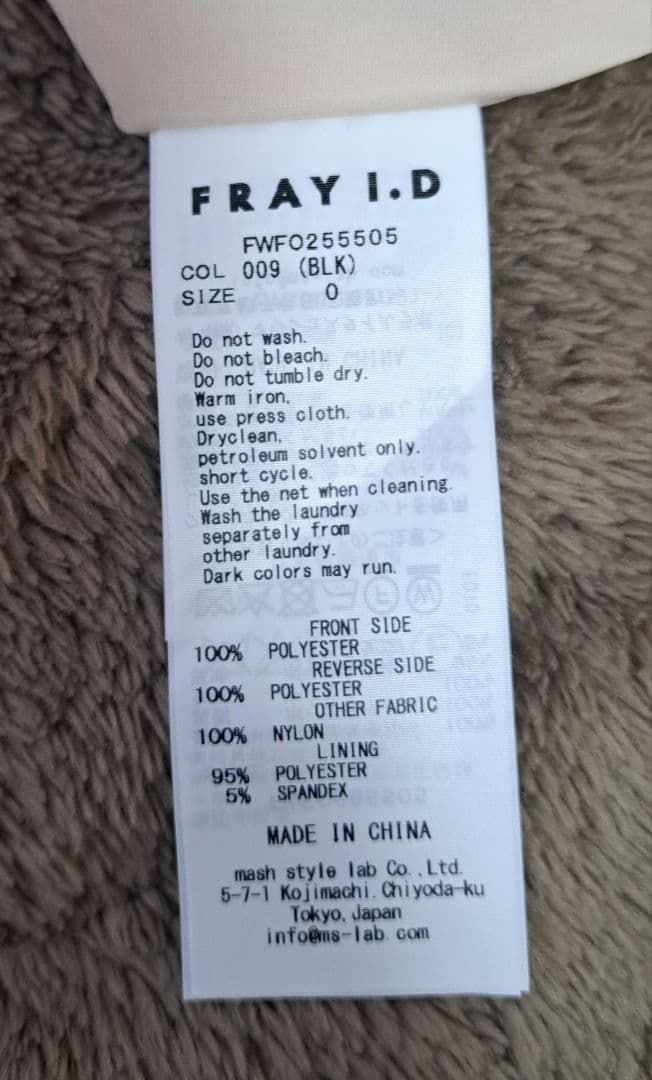 FRAY I.D
FWFO255505
COL 009 (BLK)
SIZE 0
Do not wash.
Do not bleach.
Do not tumble dry.
Warm iron,
use press cloth.
Dryclean,
petroleum solvent only.
short cycle.
Use the net when cleaning.
Wash the laundry
separately from
other laundry.
Dark colors may run.
FRONT SIDE
100% POLYESTER
REVERSE SIDE
100% POLYESTER
OTHER FABRIC
100% NYLON
LINING
95% POLYESTER
5% SPANDEX
MADE IN CHINA
mash style lab Co.,Ltd.
5-7-1 Kojimachi,Chiyoda-ku
Tokyo, Japan
info@ms-lab.com